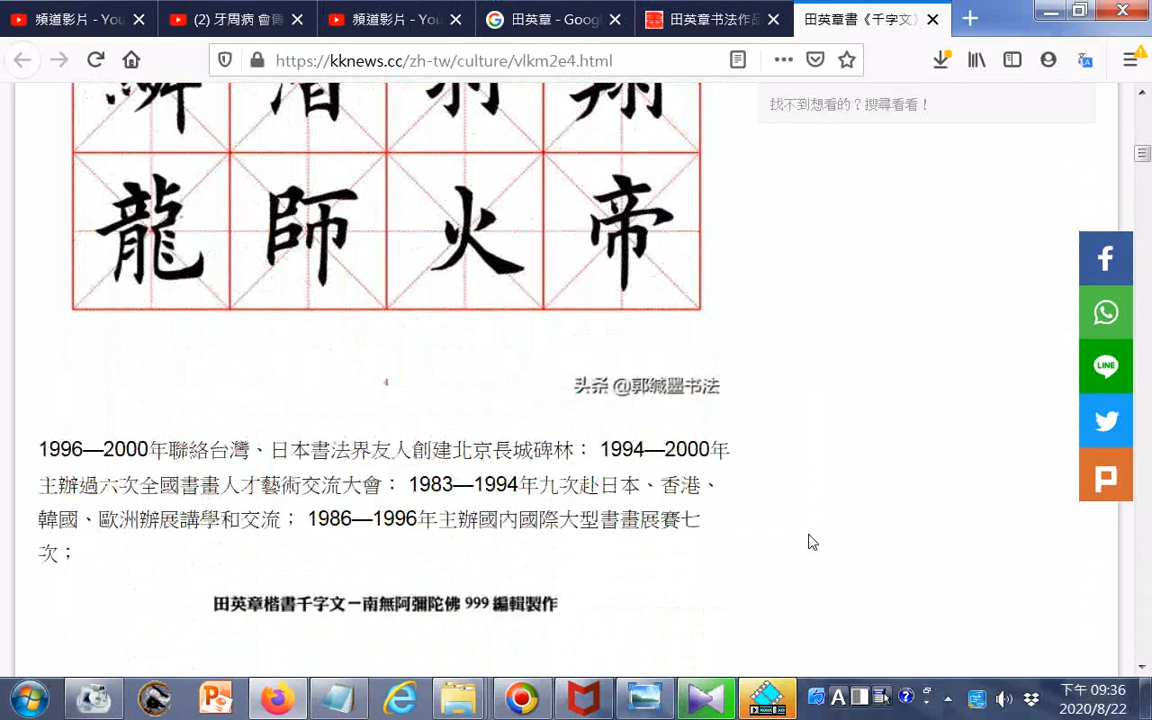 頻道影片 - You
(2) 牙周病 會傳
頻道影片 - You
田英章 - Goog
田英章书法作品
田英章書《千字文》
https://kknews.cc/zh-tw/culture/vlkm2e4.html
找不到想看的？搜尋看看！
鱗 潛 羽 翔
龍 師 火 帝
4
头条 @郭缄墨书法
1996—2000年聯絡台灣、日本書法界友人創建北京長城碑林； 1994—2000年
主辦過六次全國書畫人才藝術交流大會； 1983—1994年九次赴日本、香港、
韓國、歐洲辦展講學和交流； 1986—1996年主辦國內國際大型書畫展賽七
次；
田英章楷書千字文－南無阿彌陀佛 999 編輯製作
LINE
下午 09:36
2020/8/22